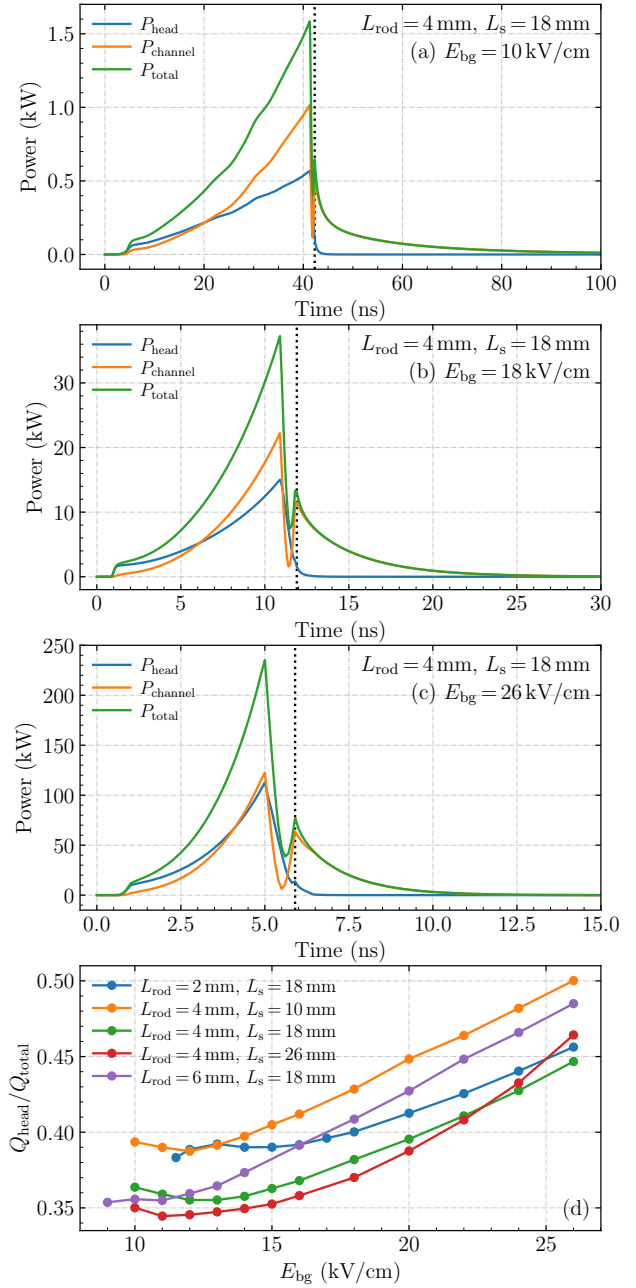 P_head
P_channel
P_total
L_rod = 4 mm, L_s = 18 mm
(a) E_bg = 10 kV/cm
Power (kW)
1.5
1.0
0.5
0.0
0 20 40 60 80 100
Time (ns)
P_head
P_channel
P_total
L_rod = 4 mm, L_s = 18 mm
(b) E_bg = 18 kV/cm
Power (kW)
30
20
10
0
0 5 10 15 20 25 30
Time (ns)
P_head
P_channel
P_total
L_rod = 4 mm, L_s = 18 mm
(c) E_bg = 26 kV/cm
Power (kW)
250
200
150
100
50
0
0.0 2.5 5.0 7.5 10.0 12.5 15.0
Time (ns)
L_rod = 2 mm, L_s = 18 mm
L_rod = 4 mm, L_s = 10 mm
L_rod = 4 mm, L_s = 18 mm
L_rod = 4 mm, L_s = 26 mm
L_rod = 6 mm, L_s = 18 mm
(d)
Q_head/Q_total
0.50
0.45
0.40
0.35
10 15 20 25
E_bg (kV/cm)